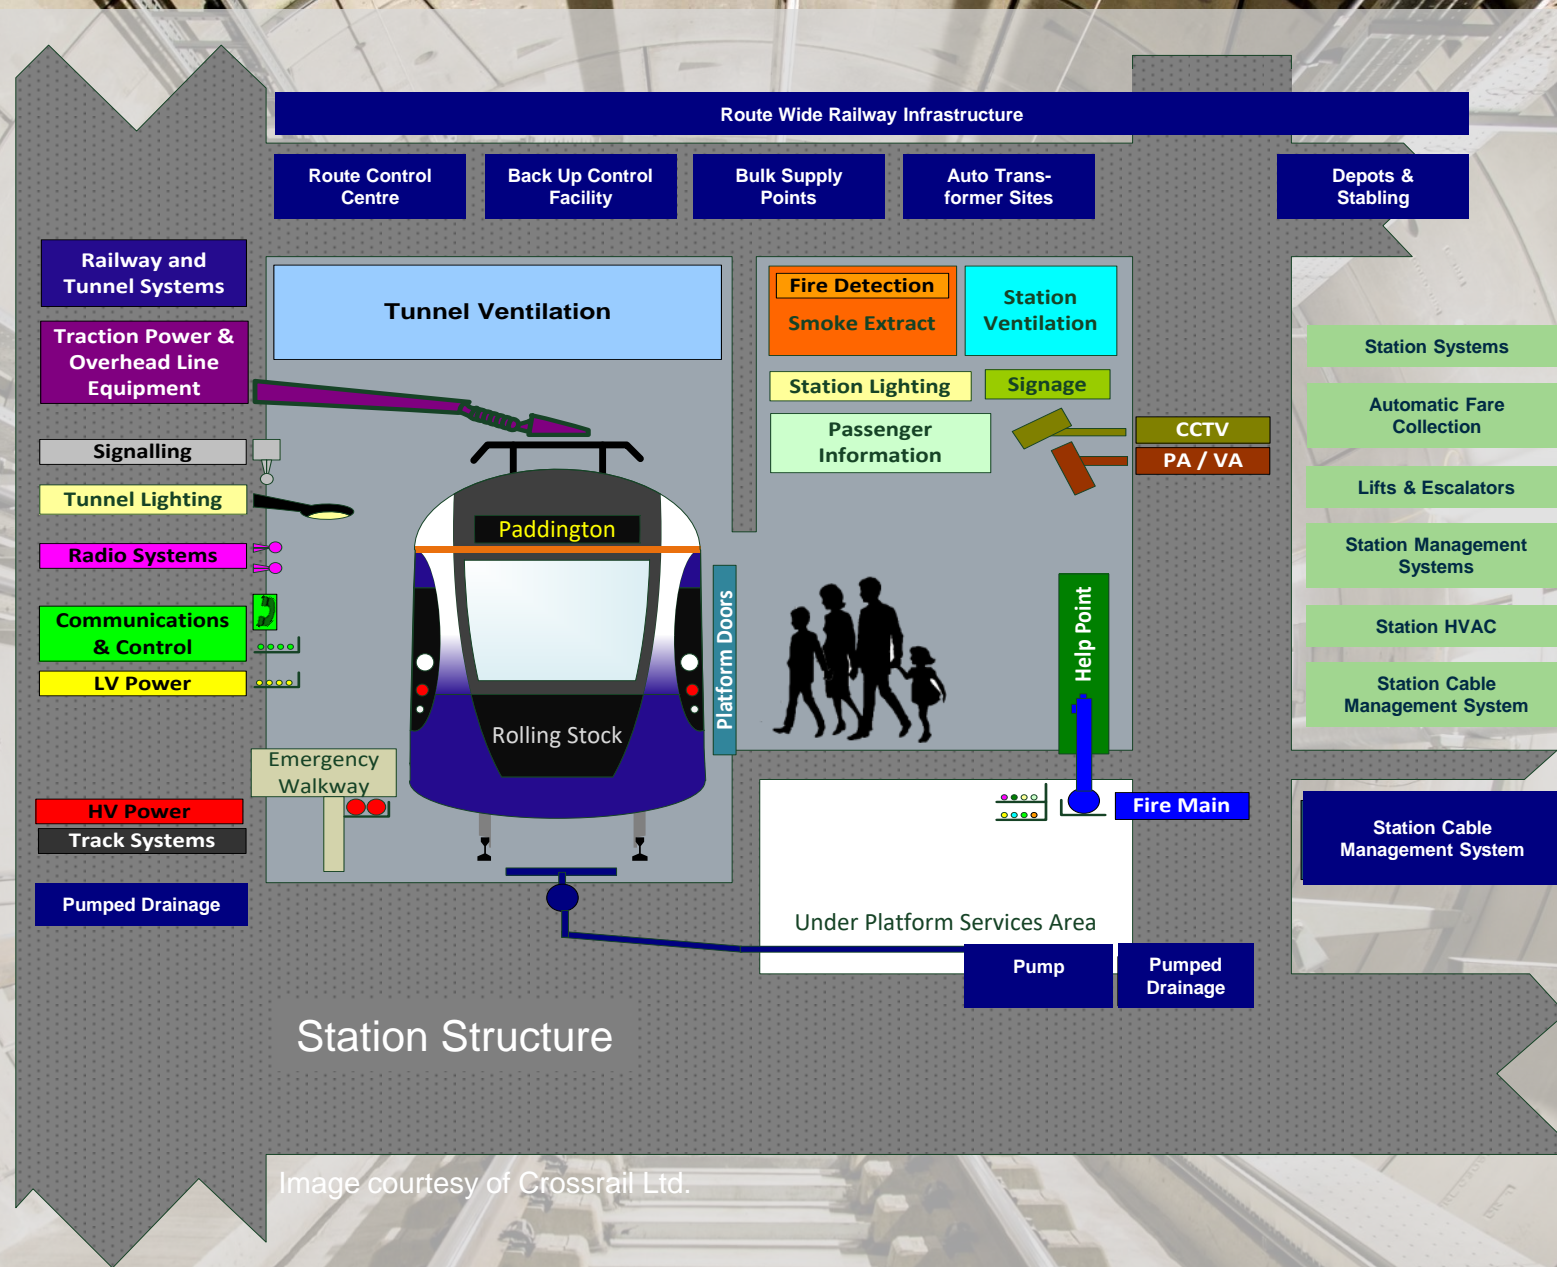 Route Wide Railway Infrastructure
Route Control
Centre
Back Up Control
Facility
Bulk Supply
Points
Auto Trans-
former Sites
Depots &
Stabling
Railway and
Tunnel Systems
Traction Power &
Overhead Line
Equipment
Signalling
Tunnel Lighting
Radio Systems
Communications
& Control
LV Power
HV Power
Track Systems
Pumped Drainage
Tunnel Ventilation
Paddington
Rolling Stock
Emergency
Walkway
Platform Doors
Fire Detection
Smoke Extract
Station
Ventilation
Station Lighting
Signage
Passenger
Information
CCTV
PA / VA
Help Point
Fire Main
Under Platform Services Area
Pump
Pumped
Drainage
Station Systems
Automatic Fare
Collection
Lifts & Escalators
Station Management
Systems
Station HVAC
Station Cable
Management System
Station Cable
Management System
Station Structure
Image courtesy of Crossrail Ltd.